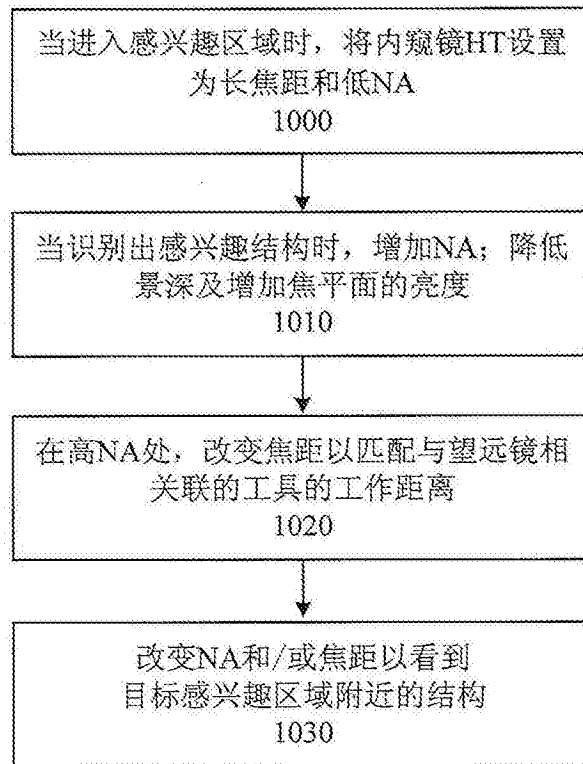 当进入感兴趣区域时，将内窥镜HT设置
为长焦距和低NA
1000
当识别出感兴趣结构时，增加NA；降低
景深及增加焦平面的亮度
1010
在高NA处，改变焦距以匹配与望远镜相
关联的工具的工作距离
1020
改变NA和/或焦距以看到
目标感兴趣区域附近的结构
1030